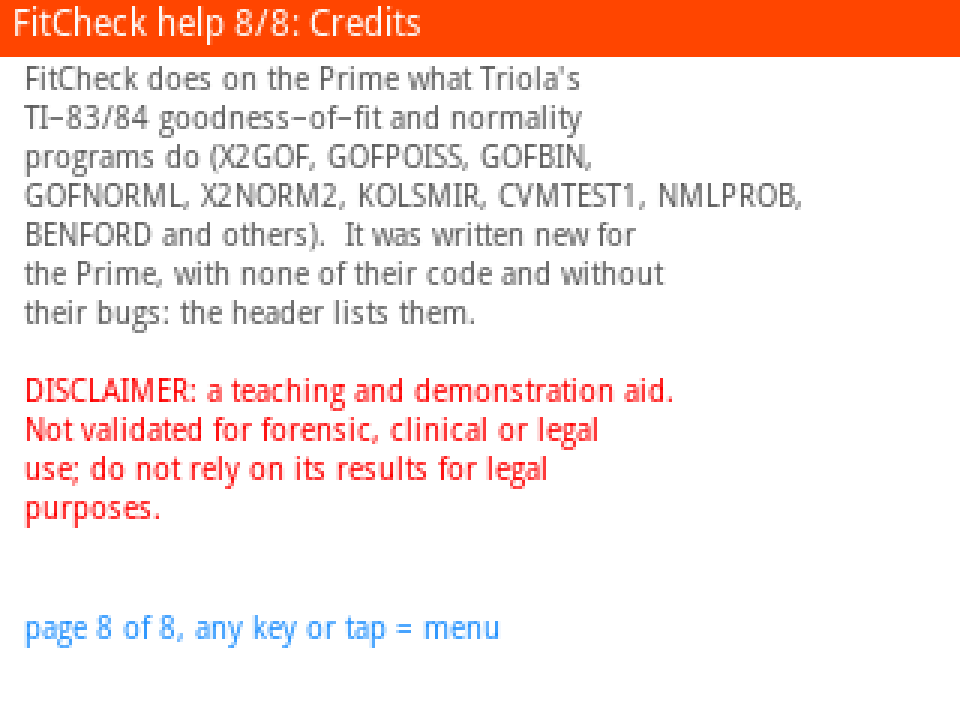 FitCheck help 8/8: Credits
FitCheck does on the Prime what Triola's
TI-83/84 goodness-of-fit and normality
programs do (X2GOF, GOFPOISS, GOFBIN,
GOFNORML, X2NORM2, KOLSMIR, CVMTEST1, NMLPROB,
BENFORD and others).  It was written new for
the Prime, with none of their code and without
their bugs: the header lists them.
DISCLAIMER: a teaching and demonstration aid.
Not validated for forensic, clinical or legal
use; do not rely on its results for legal
purposes.
page 8 of 8, any key or tap = menu